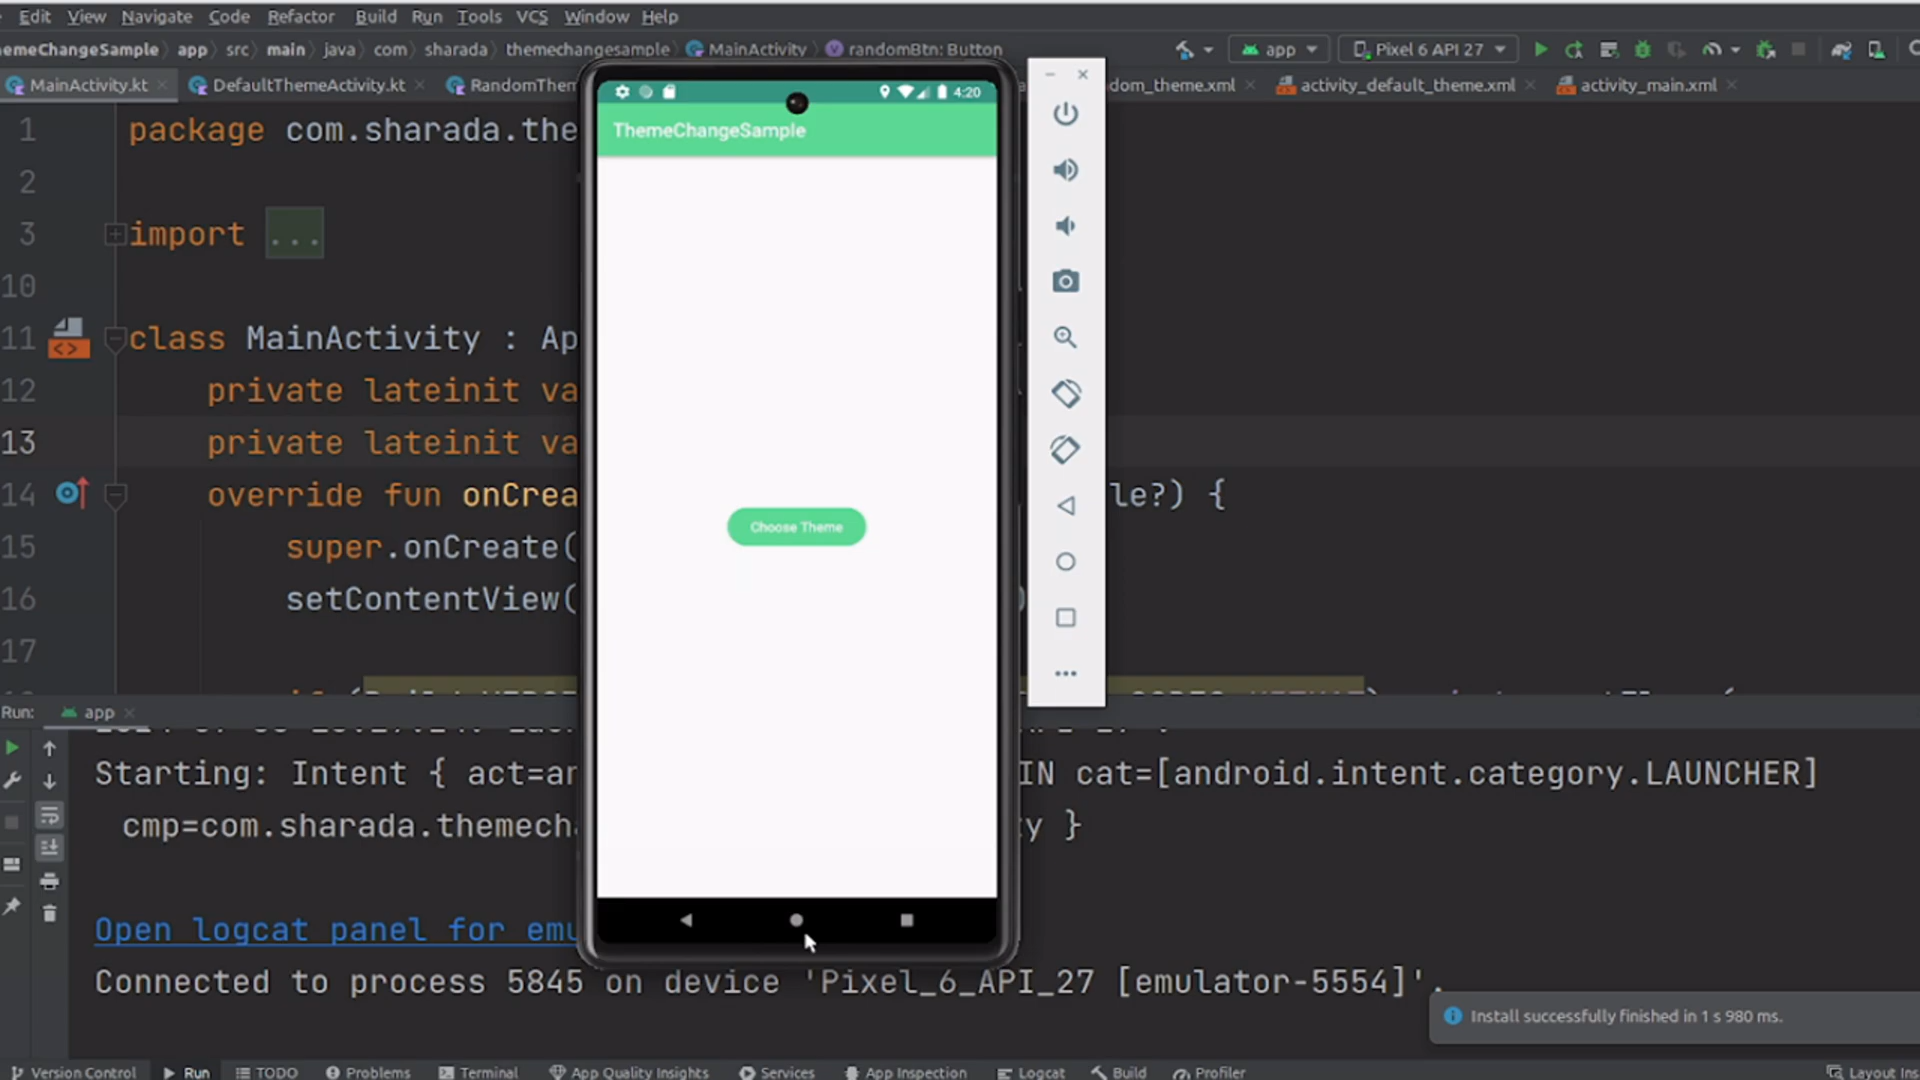 Edit View Navigate Code Refactor Build Run Tools VCS Window Help
emeChangeSample app src main java com sharada themechangesample MainActivity randomBtn: Button app Pixel 6 API 27
MainActivity.kt DefaultThemeActivity.kt RandomThem dom_theme.xml activity_default_theme.xml activity_main.xml
4:20
ThemeChangeSample
1 package com.sharada.the
2
3 import ...
10
11 class MainActivity : Ap
12 private lateinit va
13 private lateinit va
14 override fun onCrea le?) {
15 super.onCreate(
16 setContentView( )
17
Choose Theme
Run: app
Starting: Intent { act=an IN cat=[android.intent.category.LAUNCHER]
cmp=com.sharada.themecha y }
Open logcat panel for emu
Connected to process 5845 on device 'Pixel_6_API_27 [emulator-5554]'.
Install successfully finished in 1 s 980 ms.
Version Control Run TODO Problems Terminal App Quality Insights Services App Inspection Logcat Build Profiler Layout Ins